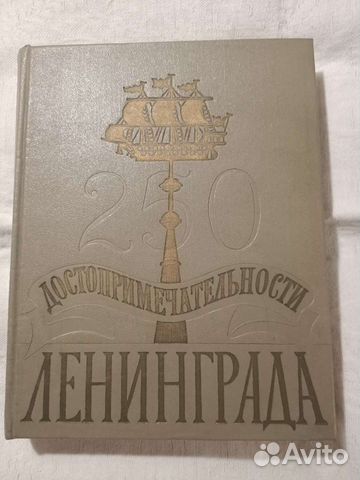 250
ДОСТОПРИМЕЧАТЕЛЬНОСТИ
ЛЕНИНГРАДА
Avito